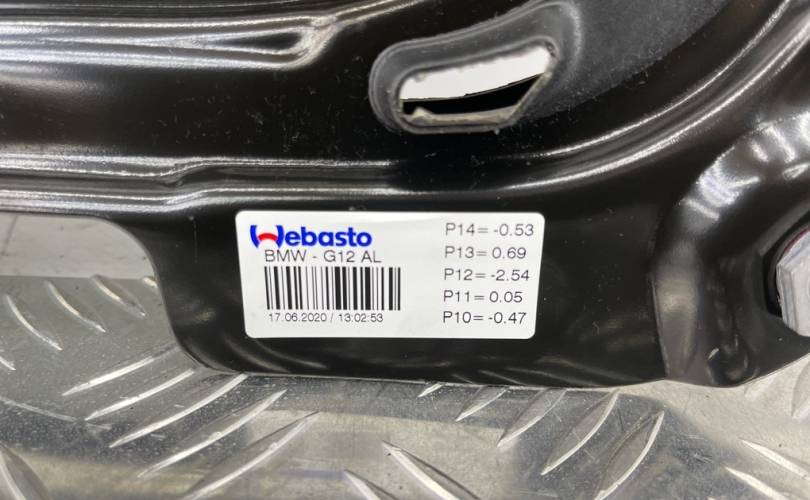 Webasto
BMW - G12 AL
17.06.2020 / 13:02:53
P14= -0.53
P13= 0.69
P12= -2.54
P11= 0.05
P10= -0.47